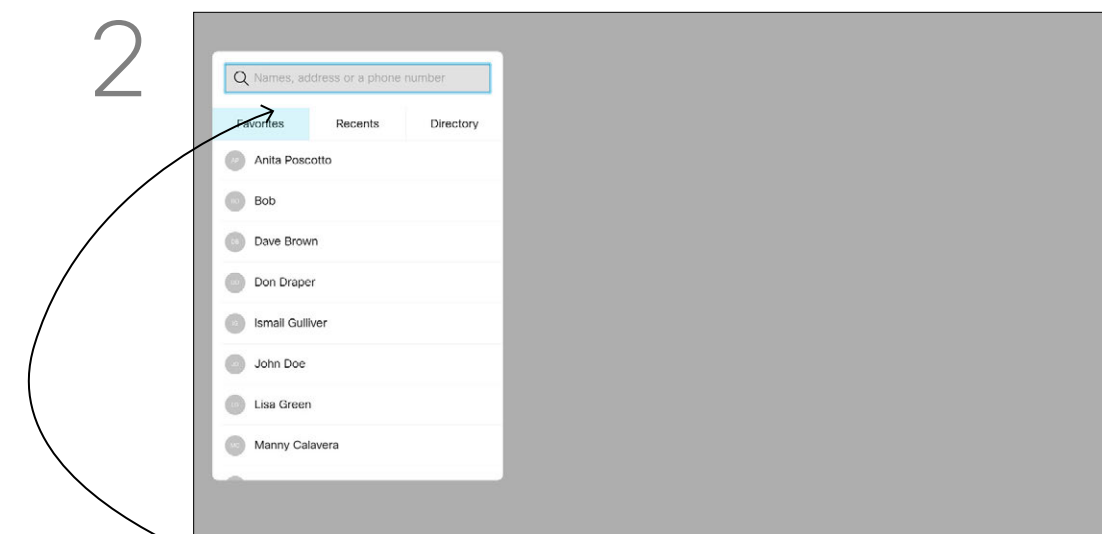 2
Names, address or a phone number
Favorites Recents Directory
Anita Poscotto
Bob
Dave Brown
Don Draper
Ismail Gulliver
John Doe
Lisa Green
Manny Calavera